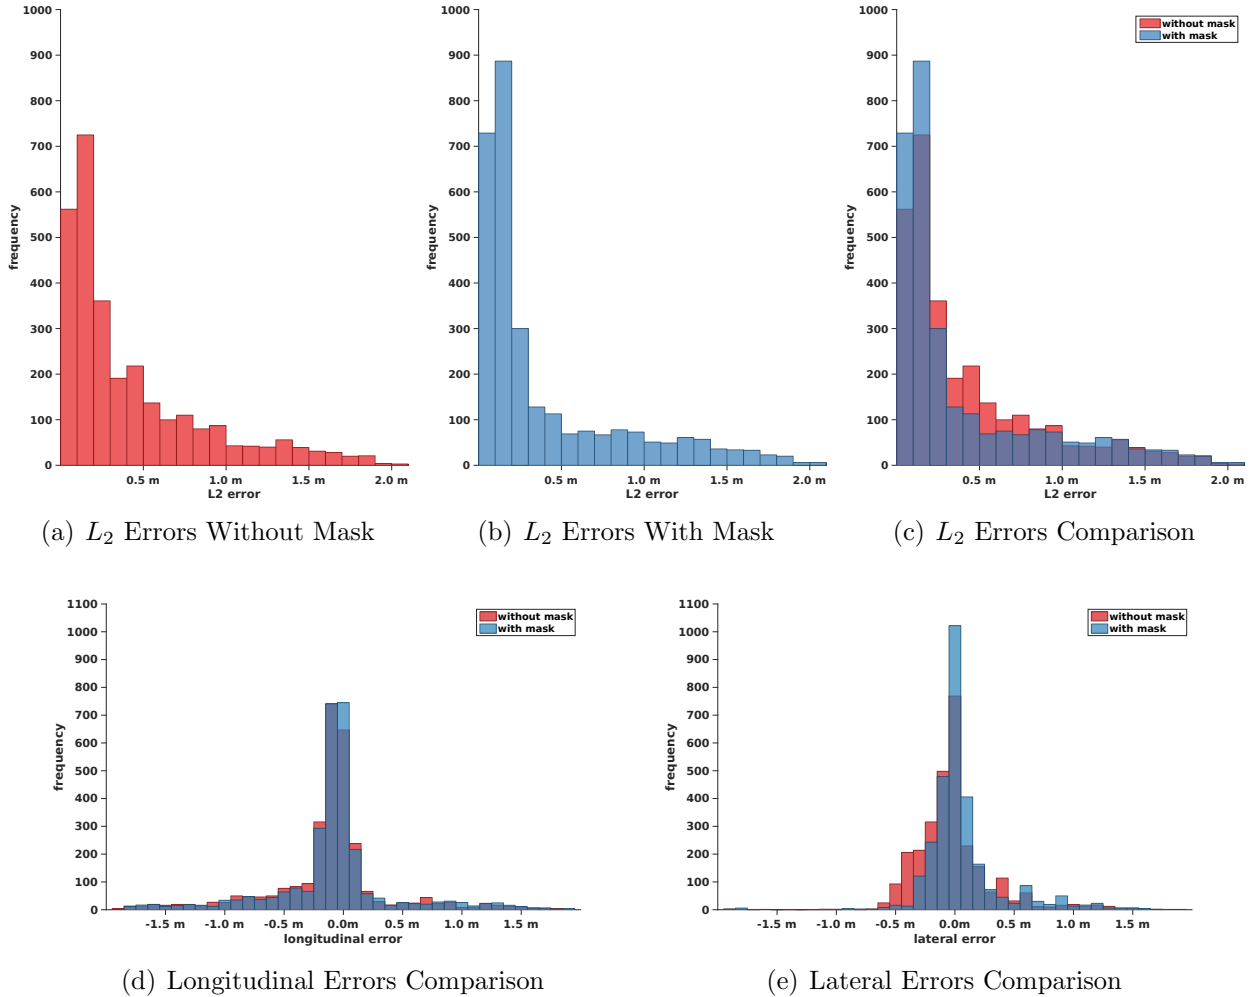 1000
900
800
700
600
500
400
300
200
100
0
frequency
0.5 m 1.0 m 1.5 m 2.0 m
L2 error
(a) L2 Errors Without Mask
1000
900
800
700
600
500
400
300
200
100
0
frequency
0.5 m 1.0 m 1.5 m 2.0 m
L2 error
(b) L2 Errors With Mask
1000
900
800
700
600
500
400
300
200
100
0
frequency
without mask
with mask
0.5 m 1.0 m 1.5 m 2.0 m
L2 error
(c) L2 Errors Comparison
1100
1000
900
800
700
600
500
400
300
200
100
0
frequency
without mask
with mask
-1.5 m -1.0 m -0.5 m 0.0m 0.5 m 1.0 m 1.5 m
longitudinal error
(d) Longitudinal Errors Comparison
1100
1000
900
800
700
600
500
400
300
200
100
0
frequency
without mask
with mask
-1.5 m -1.0 m -0.5 m 0.0m 0.5 m 1.0 m 1.5 m
lateral error
(e) Lateral Errors Comparison